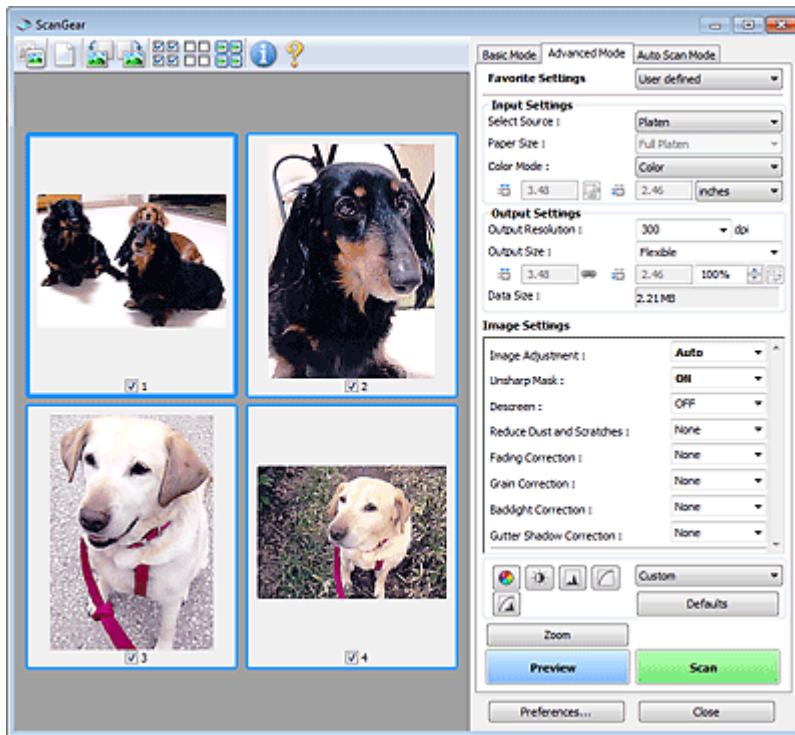 ScanGear
Basic Mode Advanced Mode Auto Scan Mode
Favorite Settings User defined
Input Settings
Select Source : Platen
Paper Size : Full Platen
Color Mode : Color
3.48 2.46 inches
Output Settings
Output Resolution : 300 dpi
Output Size : Flexible
3.48 2.46 100%
Data Size : 2.21 MB
Image Settings
Image Adjustment : Auto
Unsharp Mask : ON
Descreen : OFF
Reduce Dust and Scratches : None
Fading Correction : None
Grain Correction : None
Backlight Correction : None
Gutter Shadow Correction : None
Custom
Defaults
Zoom
Preview Scan
Preferences... Close
1
2
3
4